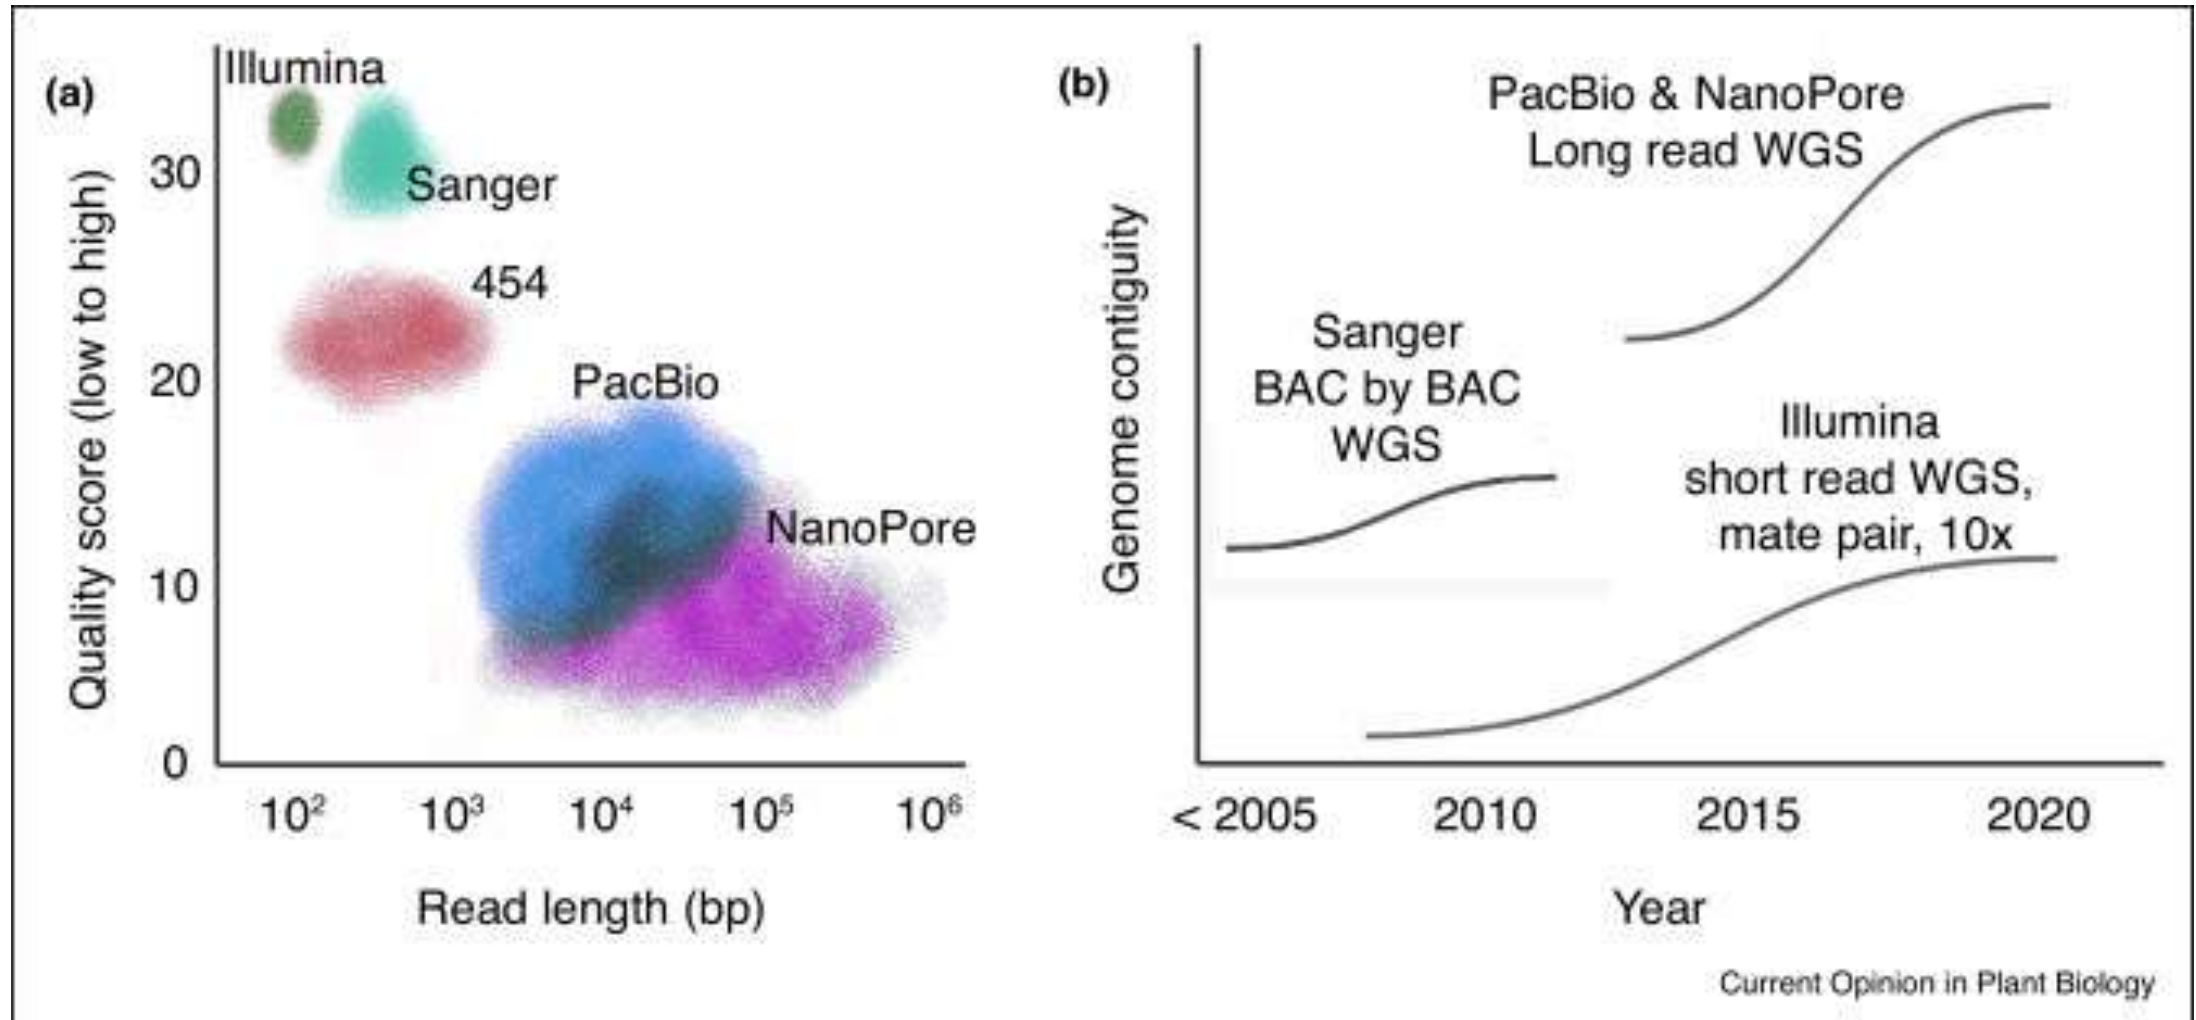 (a)
Illumina
Sanger
454
PacBio
NanoPore
Quality score (low to high)
30
20
10
0
10² 10³ 10⁴ 10⁵ 10⁶
Read length (bp)
(b)
PacBio & NanoPore
Long read WGS
Sanger
BAC by BAC
WGS
Illumina
short read WGS,
mate pair, 10x
Genome contiguity
< 2005 2010 2015 2020
Year
Current Opinion in Plant Biology